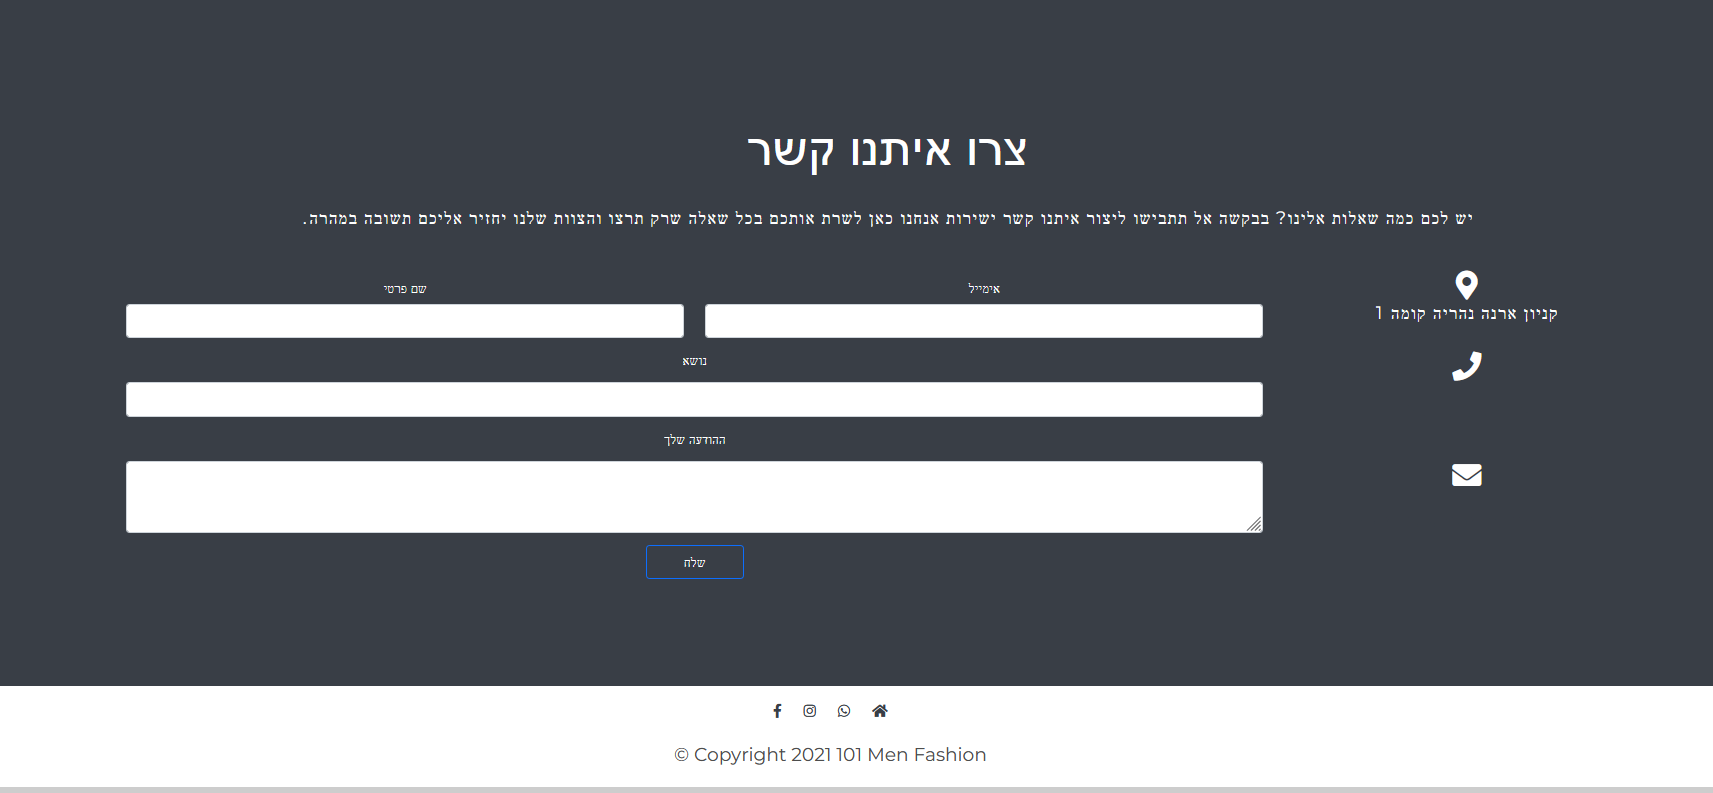 צרו איתנו קשר
יש לכם כמה שאלות אלינו? בבקשה אל תתבישו ליצור איתנו קשר ישירות אנחנו כאן לשרת אותכם בכל שאלה שרק תרצו והצוות שלנו יחזיר אליכם תשובה במהרה.
קניון ארנה נהריה קומה 1
אימייל
שם פרטי
נושא
ההודעה שלך
שלח
© Copyright 2021 101 Men Fashion